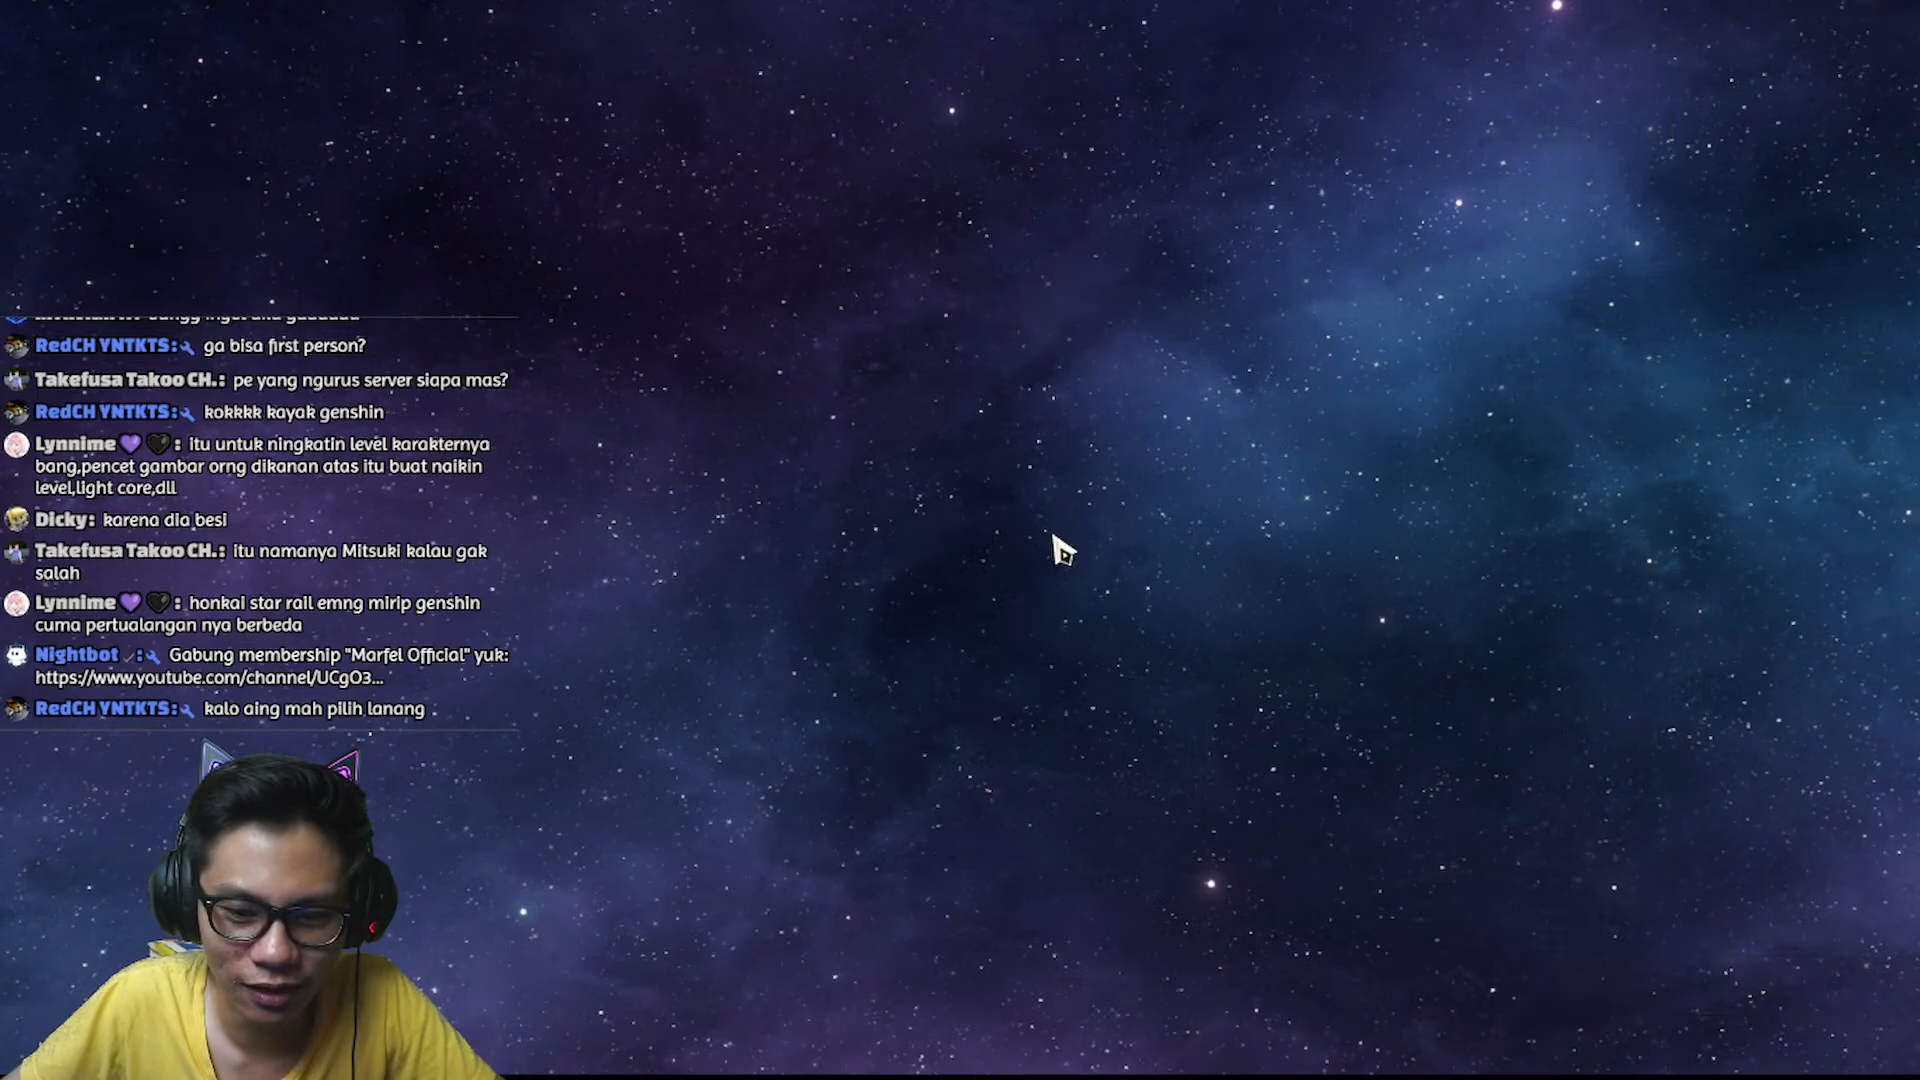 RedCH YNTKTS: ga bisa first person?
Takefusa Takoo CH.: pe yang ngurus server siapa mas?
RedCH YNTKTS: kokkkk kayak genshin
Lynnime💜🖤: itu untuk ningkatin level karakternya
bang,pencet gambar orng dikanan atas itu buat naikin
level,light core,dll
Dicky: karena dia besi
Takefusa Takoo CH.: itu namanya Mitsuki kalau gak
salah
Lynnime💜🖤: honkai star rail emng mirip genshin
cuma pertualangan nya berbeda
Nightbot ✓: Gabung membership "Marfel Official" yuk:
https://www.youtube.com/channel/UCgO3...
RedCH YNTKTS: kalo aing mah pilih lanang